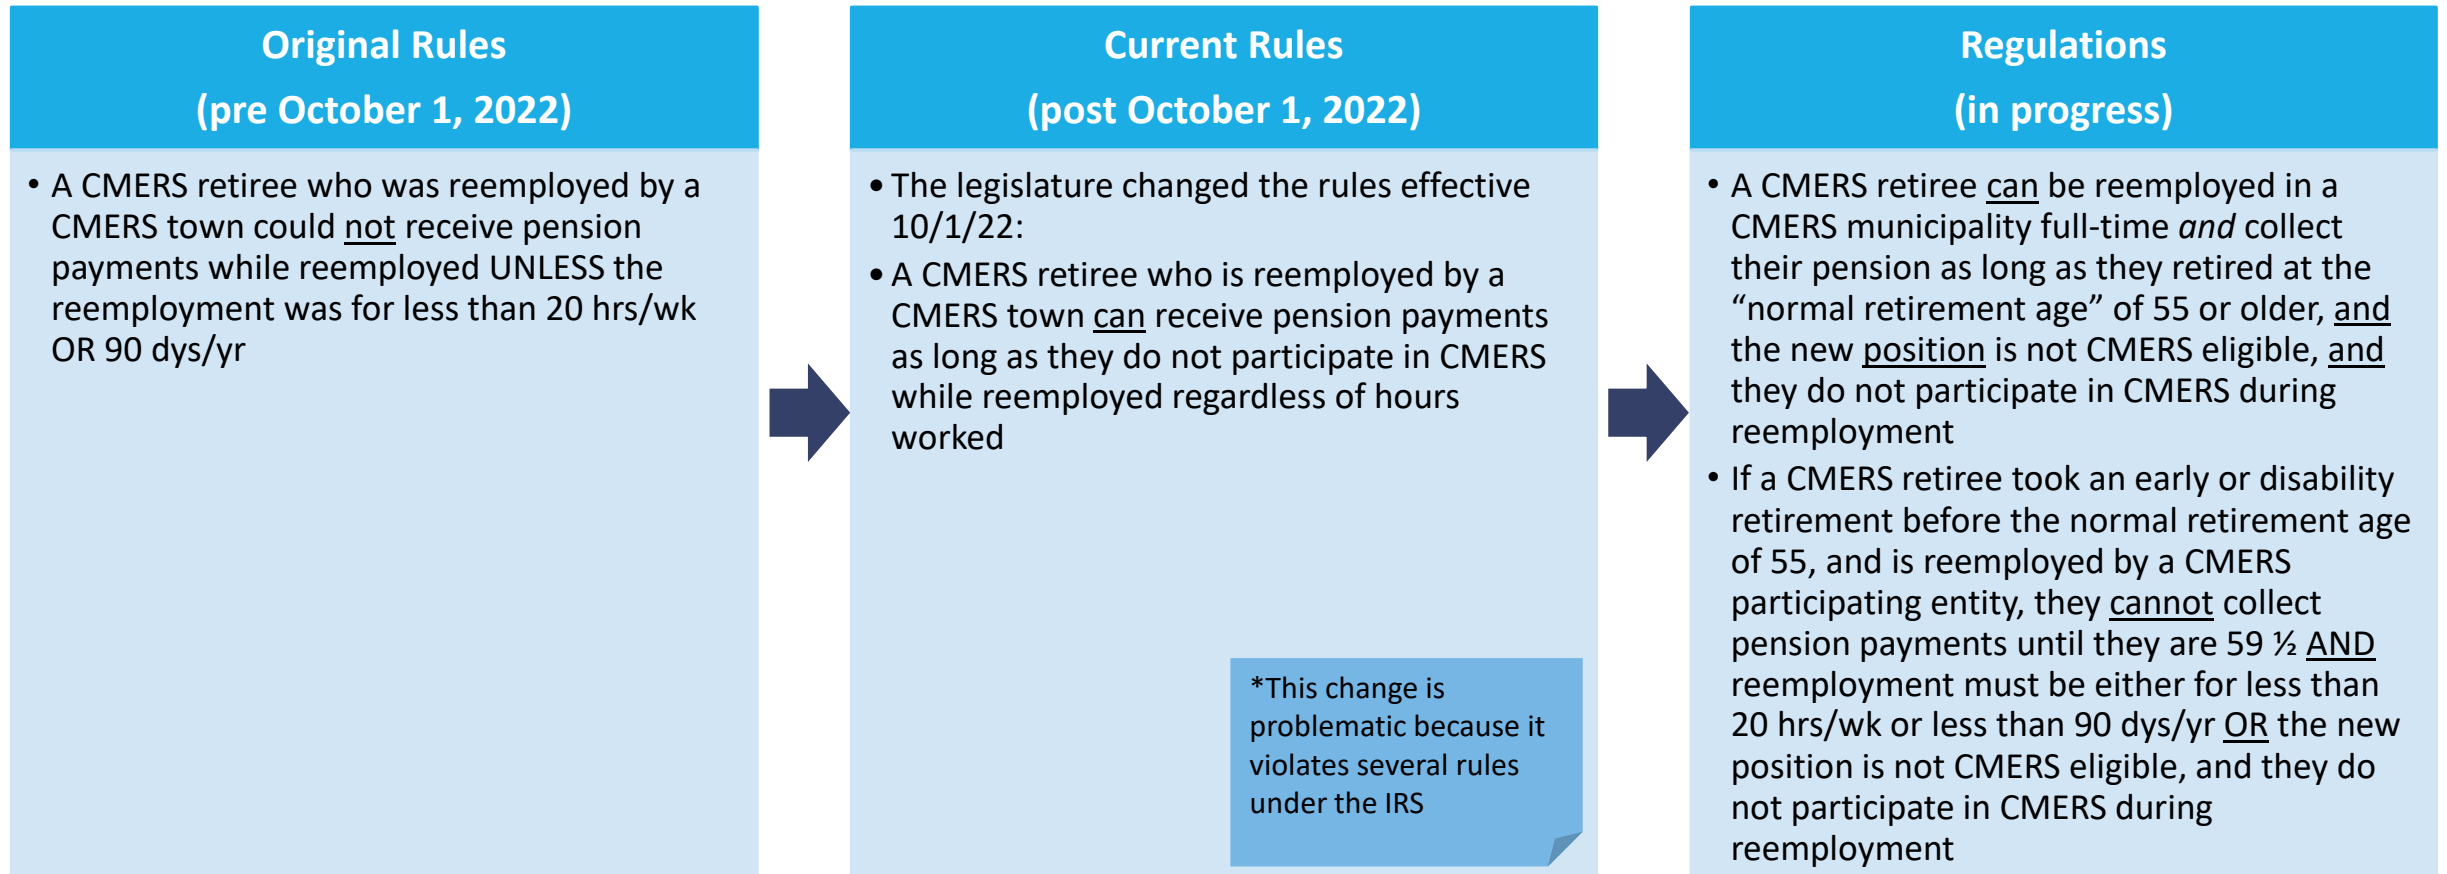 Original Rules
(pre October 1, 2022)
• A CMERS retiree who was reemployed by a
CMERS town could not receive pension
payments while reemployed UNLESS the
reemployment was for less than 20 hrs/wk
OR 90 dys/yr
Current Rules
(post October 1, 2022)
• The legislature changed the rules effective
10/1/22:
• A CMERS retiree who is reemployed by a
CMERS town can receive pension payments
as long as they do not participate in CMERS
while reemployed regardless of hours
worked
*This change is
problematic because it
violates several rules
under the IRS
Regulations
(in progress)
• A CMERS retiree can be reemployed in a
CMERS municipality full-time and collect
their pension as long as they retired at the
“normal retirement age” of 55 or older, and
the new position is not CMERS eligible, and
they do not participate in CMERS during
reemployment
• If a CMERS retiree took an early or disability
retirement before the normal retirement age
of 55, and is reemployed by a CMERS
participating entity, they cannot collect
pension payments until they are 59 ½ AND
reemployment must be either for less than
20 hrs/wk or less than 90 dys/yr OR the new
position is not CMERS eligible, and they do
not participate in CMERS during
reemployment